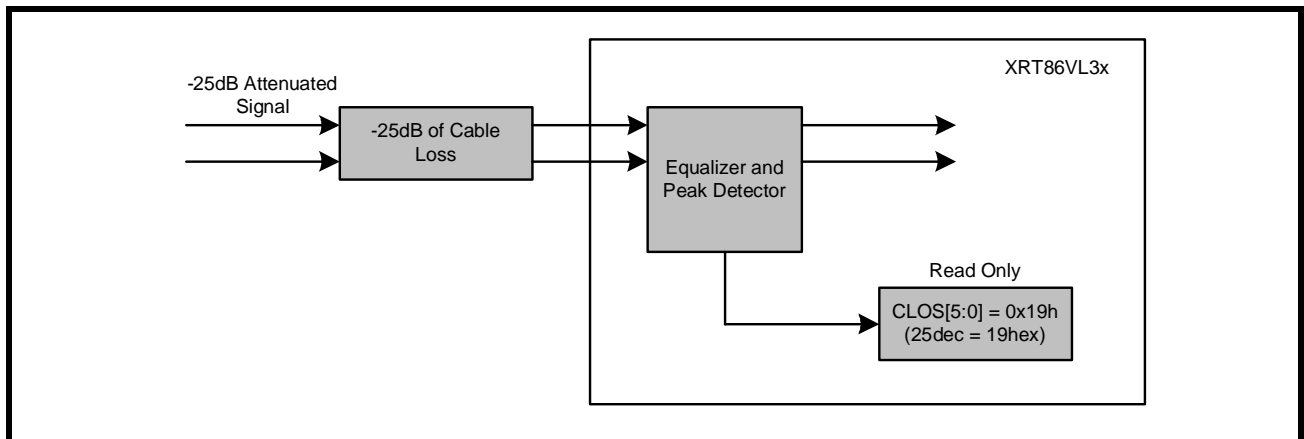 XRT86VL3x
-25dB Attenuated
Signal
-25dB of Cable
Loss
Equalizer and
Peak Detector
Read Only
CLOS[5:0] = 0x19h
(25dec = 19hex)